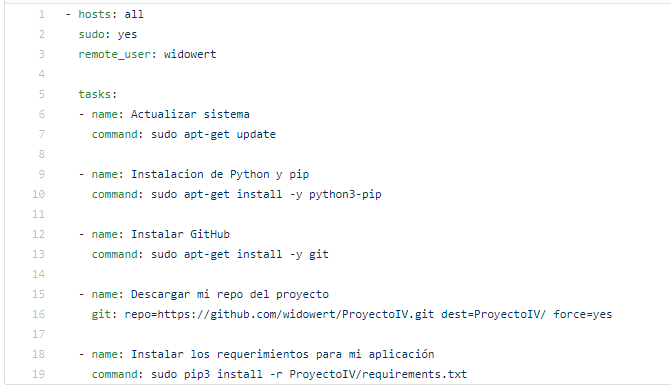 1 - hosts: all
2 sudo: yes
3 remote_user: widowert
4
5 tasks:
6 - name: Actualizar sistema
7 command: sudo apt-get update
8
9 - name: Instalacion de Python y pip
10 command: sudo apt-get install -y python3-pip
11
12 - name: Instalar GitHub
13 command: sudo apt-get install -y git
14
15 - name: Descargar mi repo del proyecto
16 git: repo=https://github.com/widowert/ProyectoIV.git dest=ProyectoIV/ force=yes
17
18 - name: Instalar los requerimientos para mi aplicación
19 command: sudo pip3 install -r ProyectoIV/requirements.txt